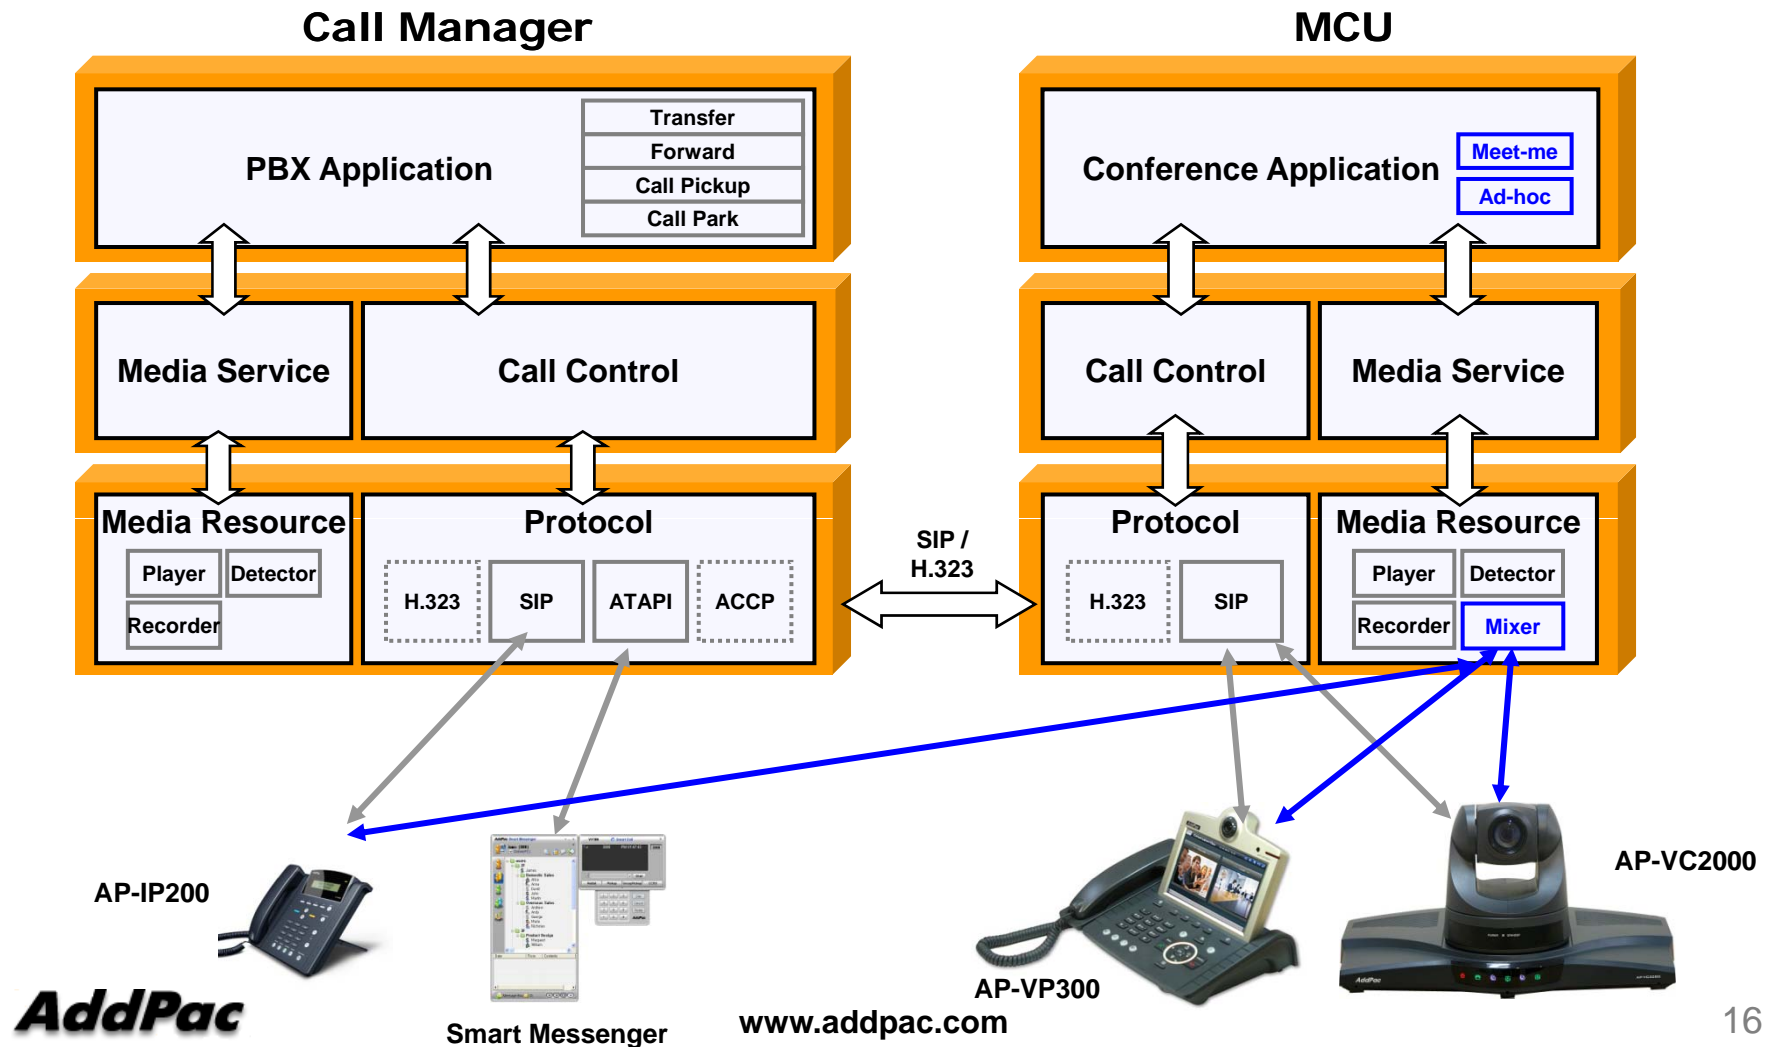 Call Manager
MCU
PBX Application
Transfer
Forward
Call Pickup
Call Park
Conference Application
Meet-me
Ad-hoc
Media Service
Call Control
Call Control
Media Service
Media Resource
Player
Detector
Recorder
Protocol
H.323
SIP
ATAPI
ACCP
SIP /
H.323
Protocol
H.323
SIP
Media Resource
Player
Detector
Recorder
Mixer
AP-IP200
Smart Messenger
AP-VP300
AP-VC2000
AddPac
www.addpac.com
16